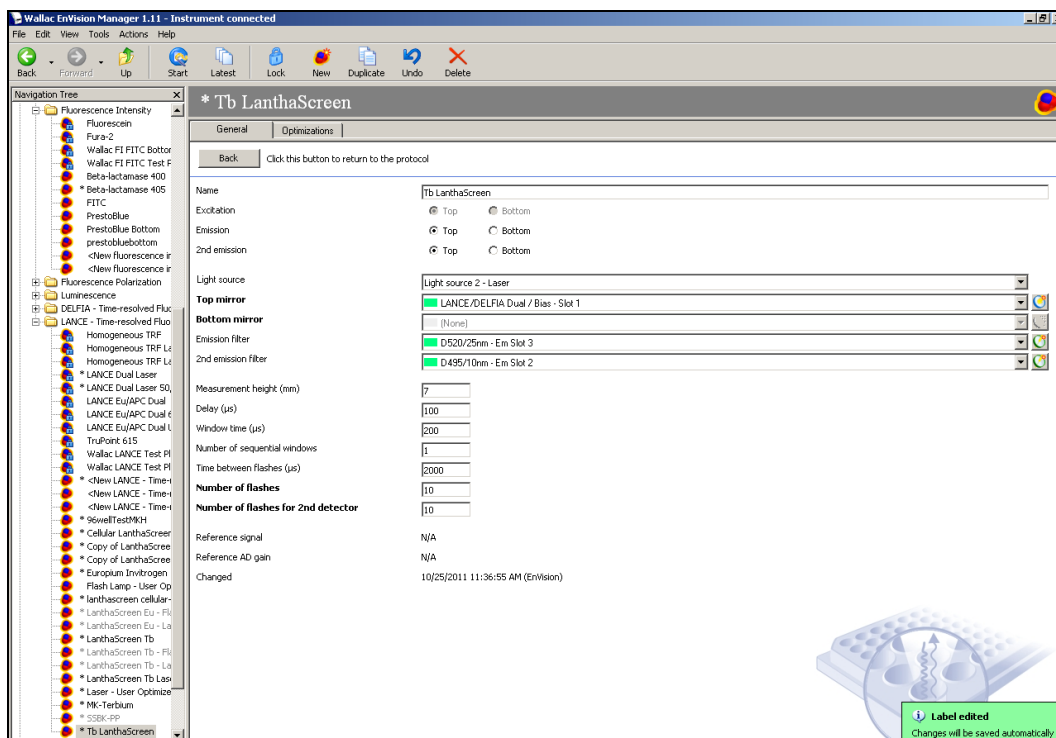 Wallac EnVision Manager 1.11 - Instrument connected
File Edit View Tools Actions Help
Back Forward Up Start Latest Lock New Duplicate Undo Delete
Navigation Tree
Fluorescence Intensity
Fluorescein
Fura-2
Wallac FI FITC Bottor
Wallac FI FITC Test P
Beta-lactamase 400
* Beta-lactamase 405
FITC
PrestoBlue
PrestoBlue Bottom
prestobluebottom
<New fluorescence ir
<New fluorescence ir
Fluorescence Polarization
Luminescence
DELFIA - Time-resolved Fluo
LANCE - Time-resolved Fluo
Homogeneous TRF
Homogeneous TRF La
Homogeneous TRF La
* LANCE Dual Laser
* LANCE Dual Laser 50,
LANCE Eu/APC Dual
LANCE Eu/APC Dual 6
LANCE Eu/APC Dual L
TruPoint 615
Wallac LANCE Test Pl
Wallac LANCE Test Pl
* <New LANCE - Time-r
<New LANCE - Time-r
<New LANCE - Time-r
* 96wellTestMKH
* Cellular LanthaScreen
* Copy of LanthaScree
* Copy of LanthaScree
* Europium Invitrogen
Flash Lamp - User Op
* lanthascreen cellular-
* LanthaScreen Eu - Fla
* LanthaScreen Eu - La
* LanthaScreen Tb
* LanthaScreen Tb - Fl
* LanthaScreen Tb - La
* LanthaScreen Tb Lase
* Laser - User Optimize
* MK-Terbium
* SSBK-PP
* Tb LanthaScreen
* Tb LanthaScreen
General Optimizations
Back Click this button to return to the protocol
Name Tb LanthaScreen
Excitation Top Bottom
Emission Top Bottom
2nd emission Top Bottom
Light source Light source 2 - Laser
Top mirror LANCE/DELFIA Dual / Bias - Slot 1
Bottom mirror (None)
Emission filter D520/25nm - Em Slot 3
2nd emission filter D495/10nm - Em Slot 2
Measurement height (mm) 7
Delay (µs) 100
Window time (µs) 200
Number of sequential windows 1
Time between flashes (µs) 2000
Number of flashes 10
Number of flashes for 2nd detector 10
Reference signal N/A
Reference AD gain N/A
Changed 10/25/2011 11:36:55 AM (EnVision)
Label edited
Changes will be saved automatically